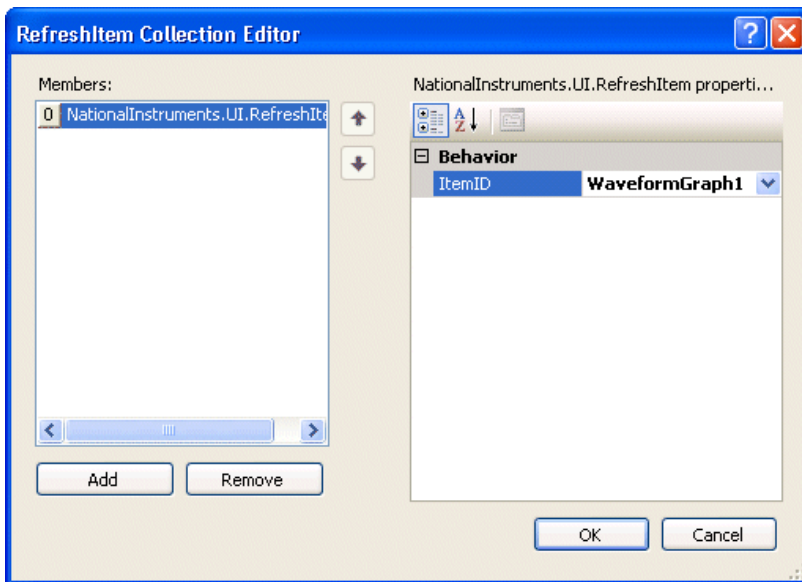 RefreshItem Collection Editor
Members:
0 NationalInstruments.UI.RefreshIte
NationalInstruments.UI.RefreshItem properti...
Behavior
ItemID WaveformGraph1
Add
Remove
OK
Cancel